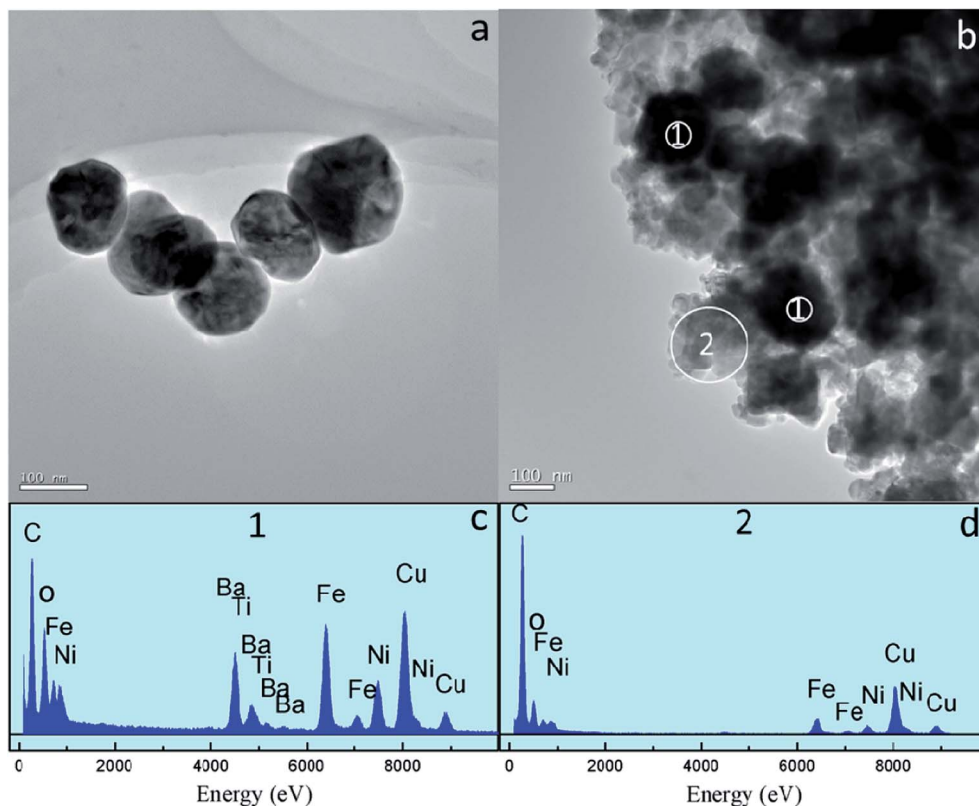 a
b
1
1
2
100 nm
100 nm
C
1
c
O
Fe
Ni
Ba
Ti
Ba
Ti
Ba
Ba
Fe
Fe
Ni
Cu
Ni
Cu
0 2000 4000 6000 8000
Energy (eV)
C
2
d
O
Fe
Ni
Fe
Fe
Ni
Cu
Ni
Cu
0 2000 4000 6000 8000
Energy (eV)